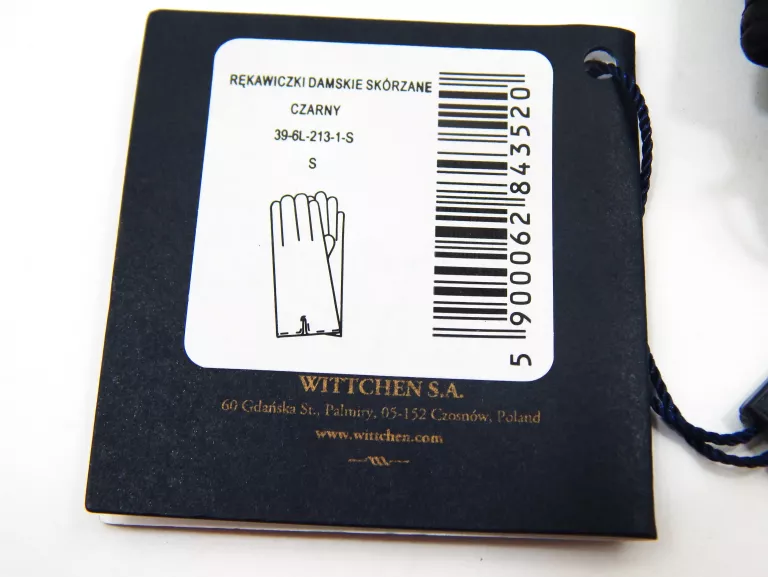 RĘKAWICZKI DAMSKIE SKÓRZANE
CZARNY
39-6L-213-1-S
S
5 900062 843520
WITTCHEN S.A.
60 Gdańska St., Palmiry, 05-152 Czosnów, Poland
www.wittchen.com